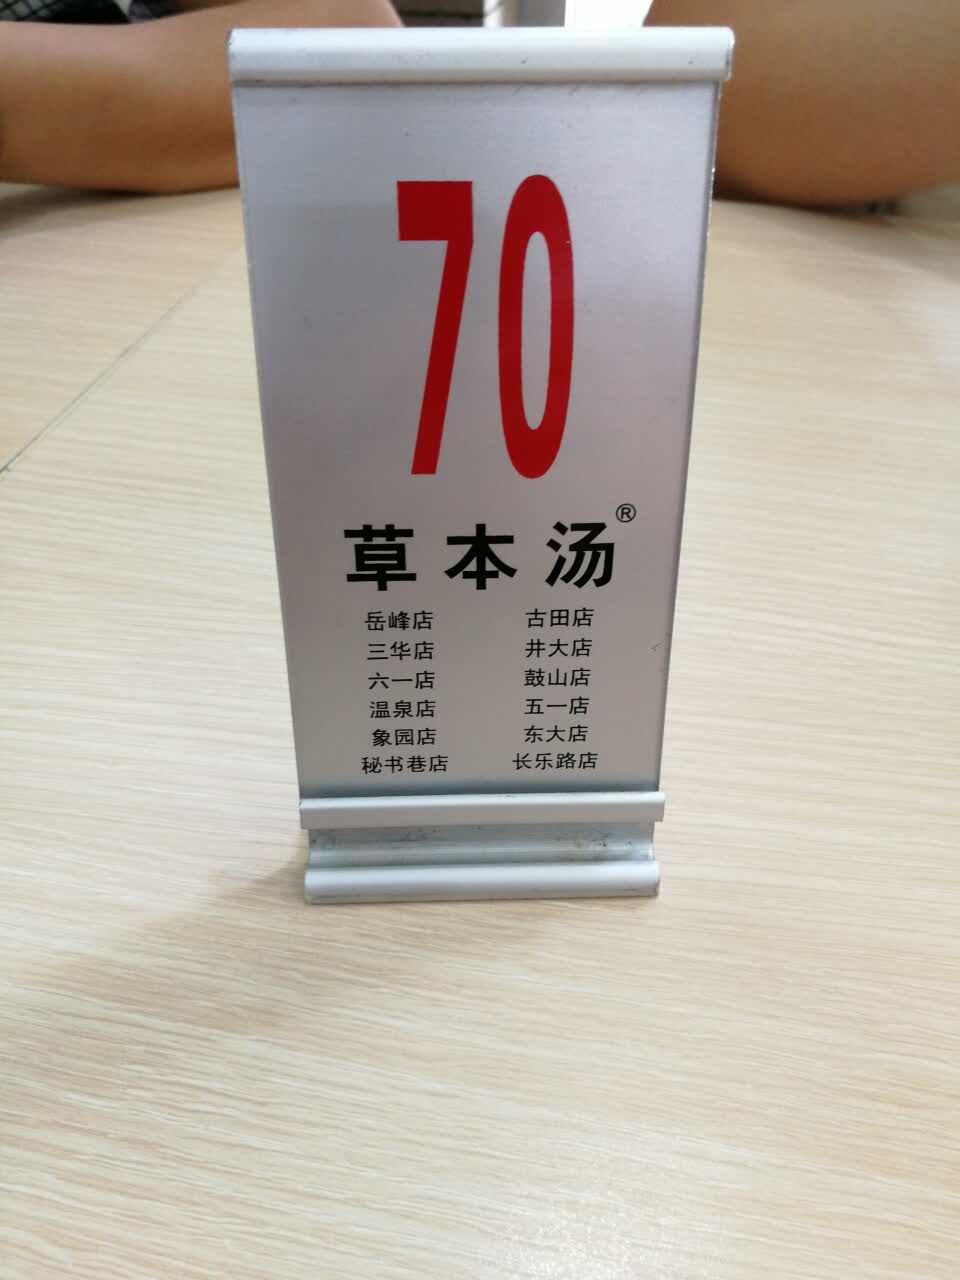 70
草本汤®
岳峰店 古田店
三华店 井大店
六一店 鼓山店
温泉店 五一店
象园店 东大店
秘书巷店 长乐路店